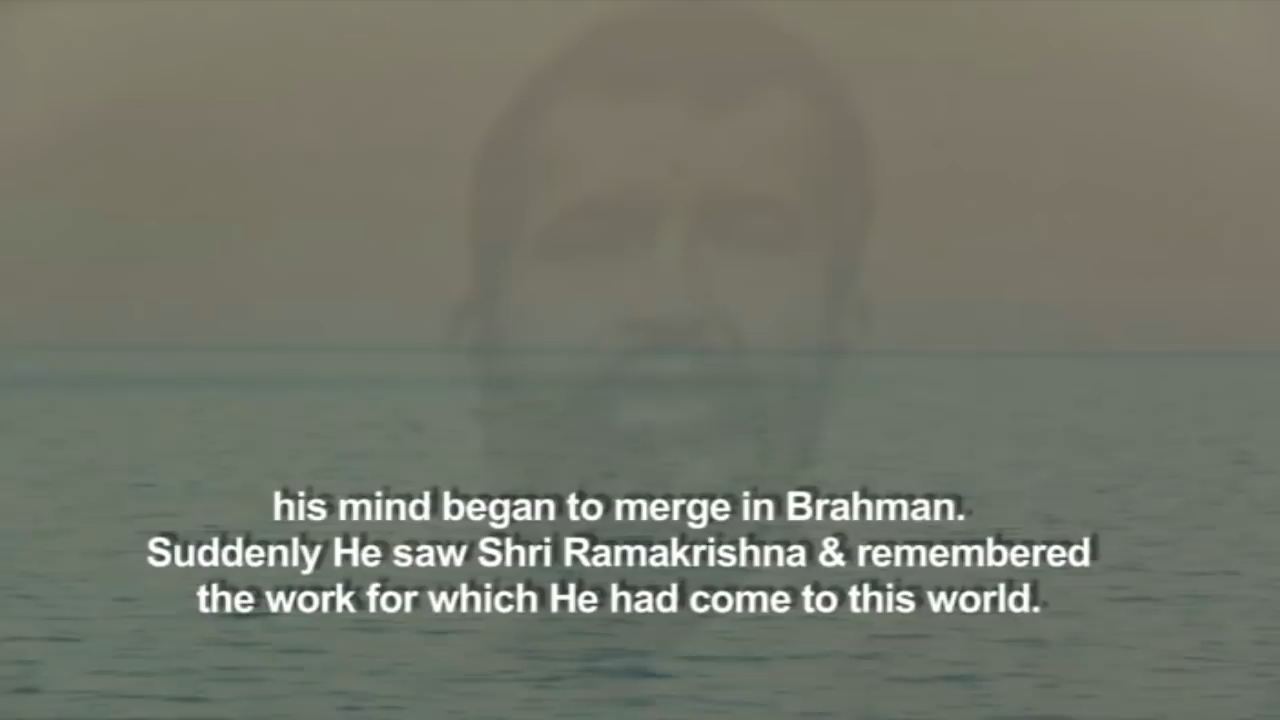 his mind began to merge in Brahman.
Suddenly He saw Shri Ramakrishna & remembered
the work for which He had come to this world.